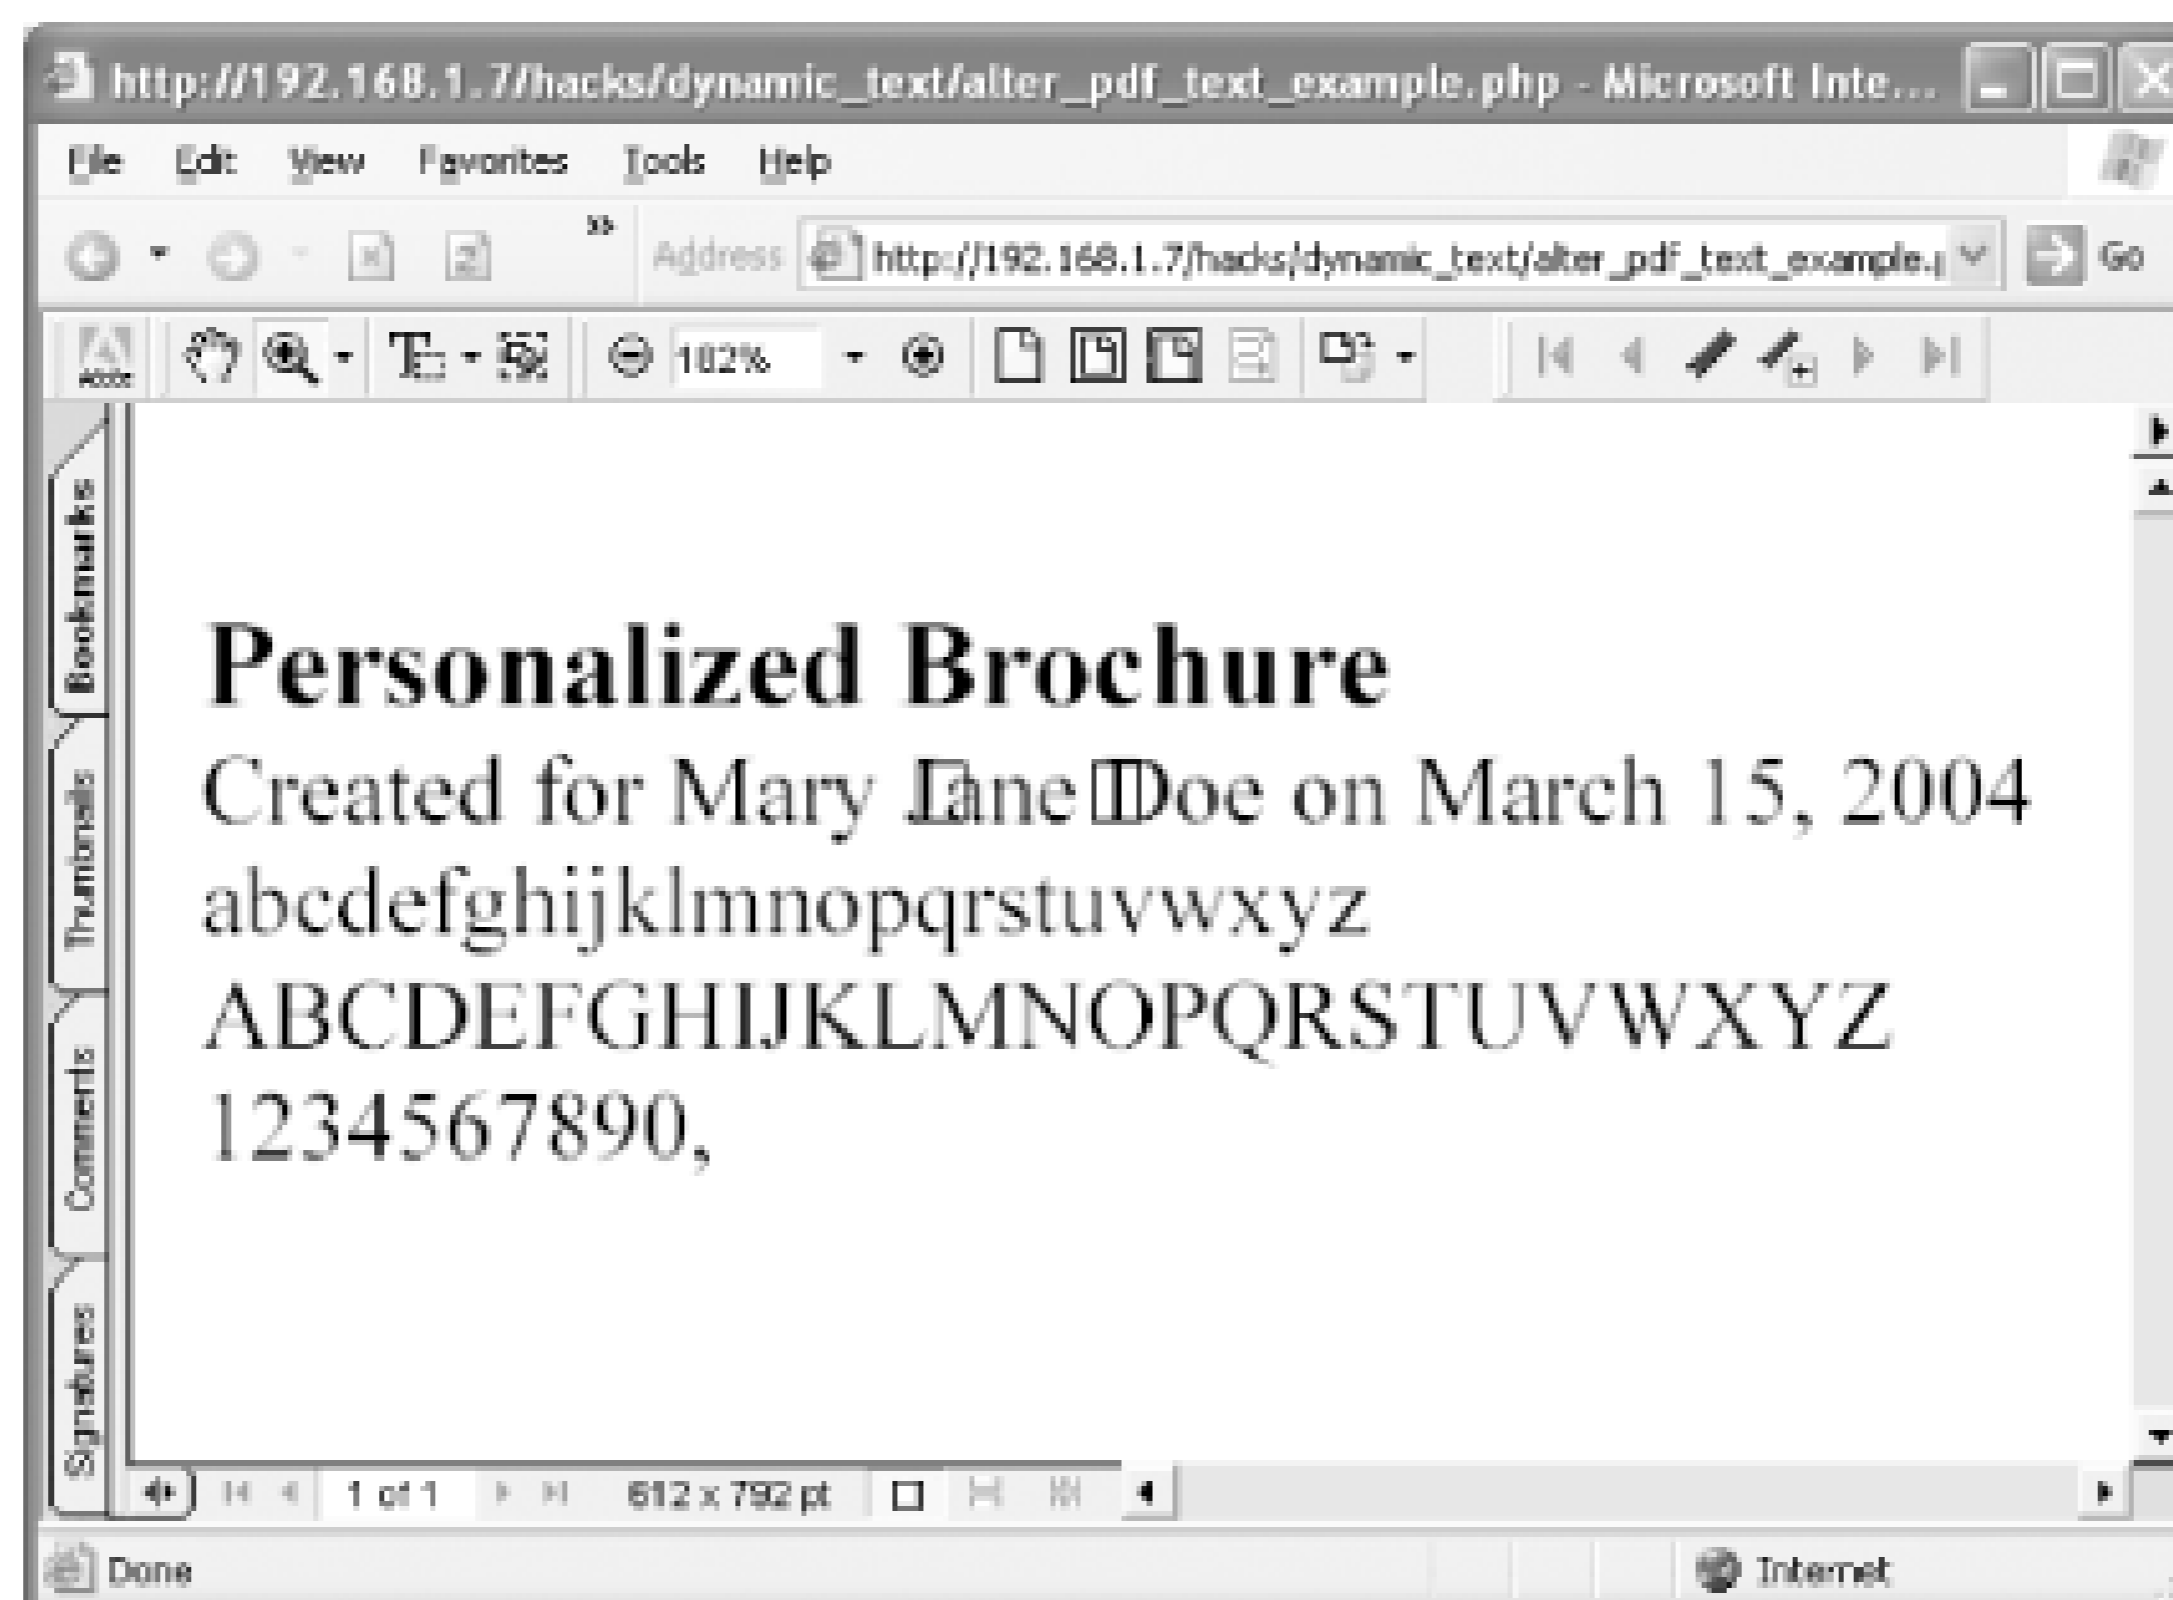 http://192.168.1.7/hacks/dynamic_text/alter_pdf_text_example.php - Microsoft Inte...
File Edit View Favorites Tools Help
» Address http://192.168.1.7/hacks/dynamic_text/alter_pdf_text_example.p Go
Adobe 182%
Bookmarks
Thumbnails
Comments
Signatures
Personalized Brochure
Created for Mary Jane Doe on March 15, 2004
abcdefghijklmnopqrstuvwxyz
ABCDEFGHIJKLMNOPQRSTUVWXYZ
1234567890,
1 of 1 612 x 792 pt
Done Internet